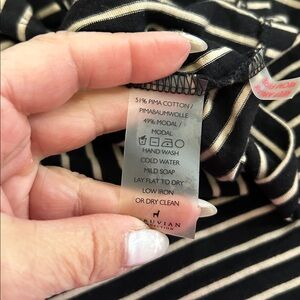 51% PIMA COTTON /
PIMABAUMWOLLE
49% MODAL /
MODAL
HAND WASH
COLD WATER
MILD SOAP
LAY FLAT TO DRY
LOW IRON
OR DRY CLEAN
RUVIAN